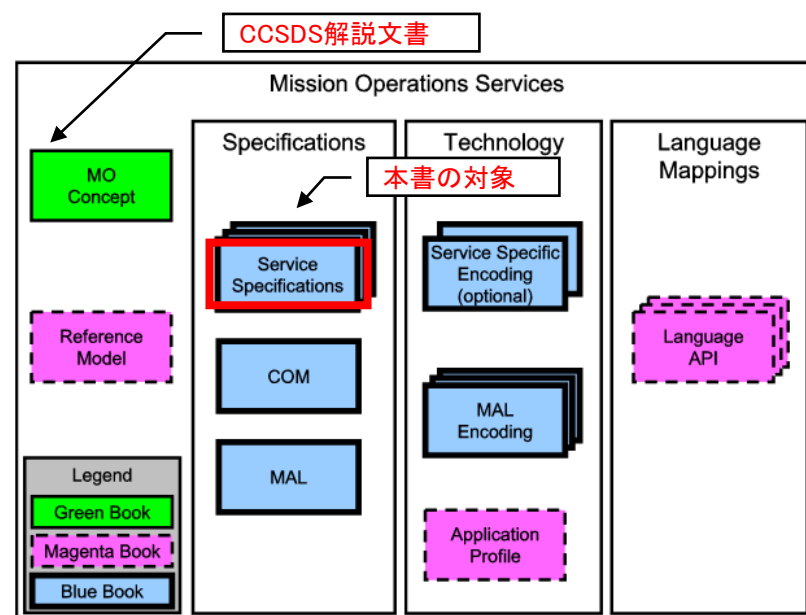 CCSDS解説文書
Mission Operations Services
MO
Concept
Reference
Model
Legend
Green Book
Magenta Book
Blue Book
Specifications
本書の対象
Service
Specifications
COM
MAL
Technology
Service Specific
Encoding
(optional)
MAL
Encoding
Application
Profile
Language
Mappings
Language
API